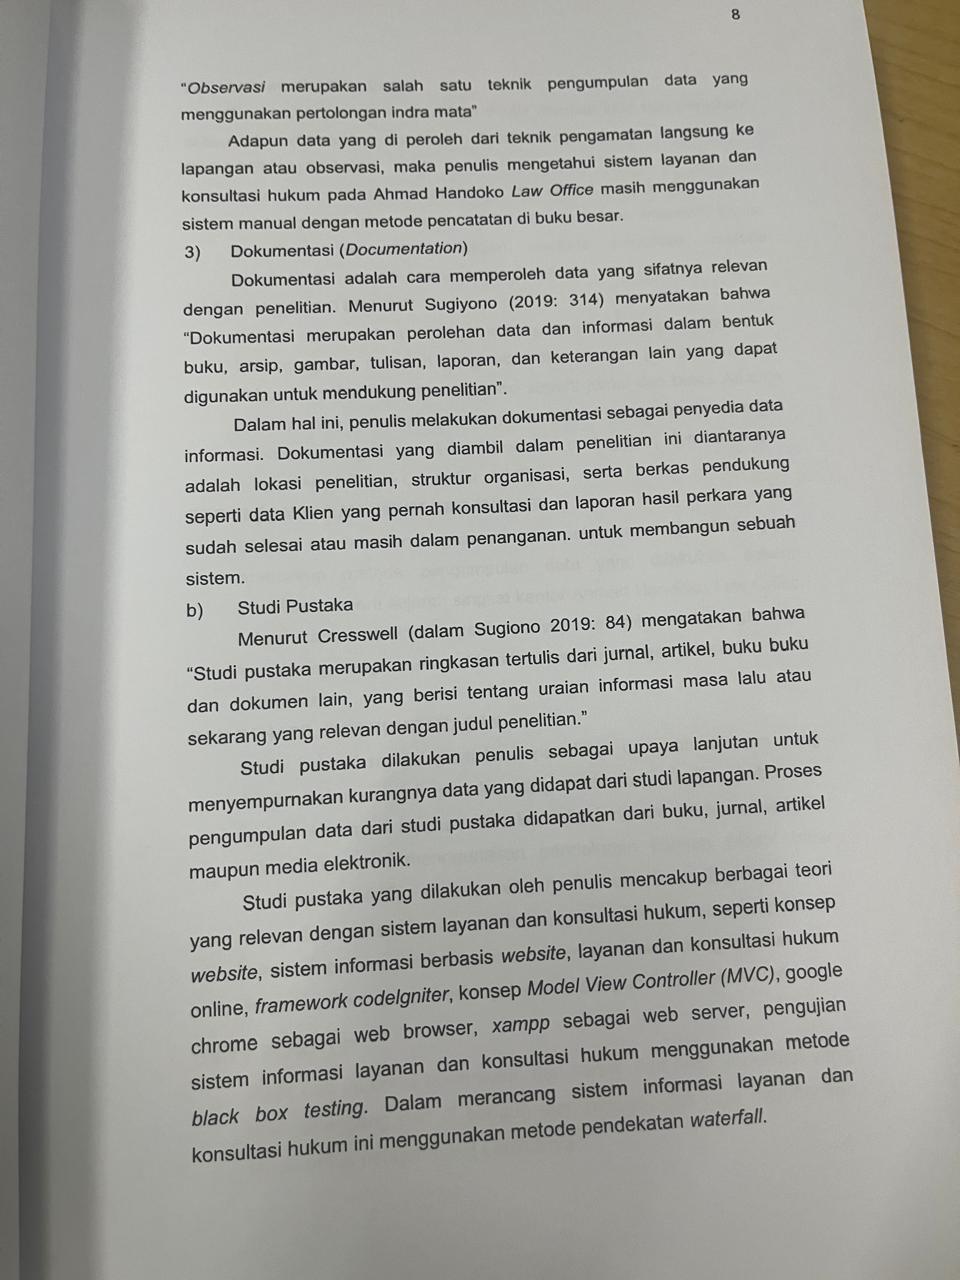 8
“Observasi merupakan salah satu teknik pengumpulan data yang
menggunakan pertolongan indra mata”
Adapun data yang di peroleh dari teknik pengamatan langsung ke
lapangan atau observasi, maka penulis mengetahui sistem layanan dan
konsultasi hukum pada Ahmad Handoko Law Office masih menggunakan
sistem manual dengan metode pencatatan di buku besar.
3) Dokumentasi (Documentation)
Dokumentasi adalah cara memperoleh data yang sifatnya relevan
dengan penelitian. Menurut Sugiyono (2019: 314) menyatakan bahwa
“Dokumentasi merupakan perolehan data dan informasi dalam bentuk
buku, arsip, gambar, tulisan, laporan, dan keterangan lain yang dapat
digunakan untuk mendukung penelitian”.
Dalam hal ini, penulis melakukan dokumentasi sebagai penyedia data
informasi. Dokumentasi yang diambil dalam penelitian ini diantaranya
adalah lokasi penelitian, struktur organisasi, serta berkas pendukung
seperti data Klien yang pernah konsultasi dan laporan hasil perkara yang
sudah selesai atau masih dalam penanganan. untuk membangun sebuah
sistem.
b) Studi Pustaka
Menurut Cresswell (dalam Sugiono 2019: 84) mengatakan bahwa
“Studi pustaka merupakan ringkasan tertulis dari jurnal, artikel, buku buku
dan dokumen lain, yang berisi tentang uraian informasi masa lalu atau
sekarang yang relevan dengan judul penelitian.”
Studi pustaka dilakukan penulis sebagai upaya lanjutan untuk
menyempurnakan kurangnya data yang didapat dari studi lapangan. Proses
pengumpulan data dari studi pustaka didapatkan dari buku, jurnal, artikel
maupun media elektronik.
Studi pustaka yang dilakukan oleh penulis mencakup berbagai teori
yang relevan dengan sistem layanan dan konsultasi hukum, seperti konsep
website, sistem informasi berbasis website, layanan dan konsultasi hukum
online, framework codeIgniter, konsep Model View Controller (MVC), google
chrome sebagai web browser, xampp sebagai web server, pengujian
sistem informasi layanan dan konsultasi hukum menggunakan metode
black box testing. Dalam merancang sistem informasi layanan dan
konsultasi hukum ini menggunakan metode pendekatan waterfall.